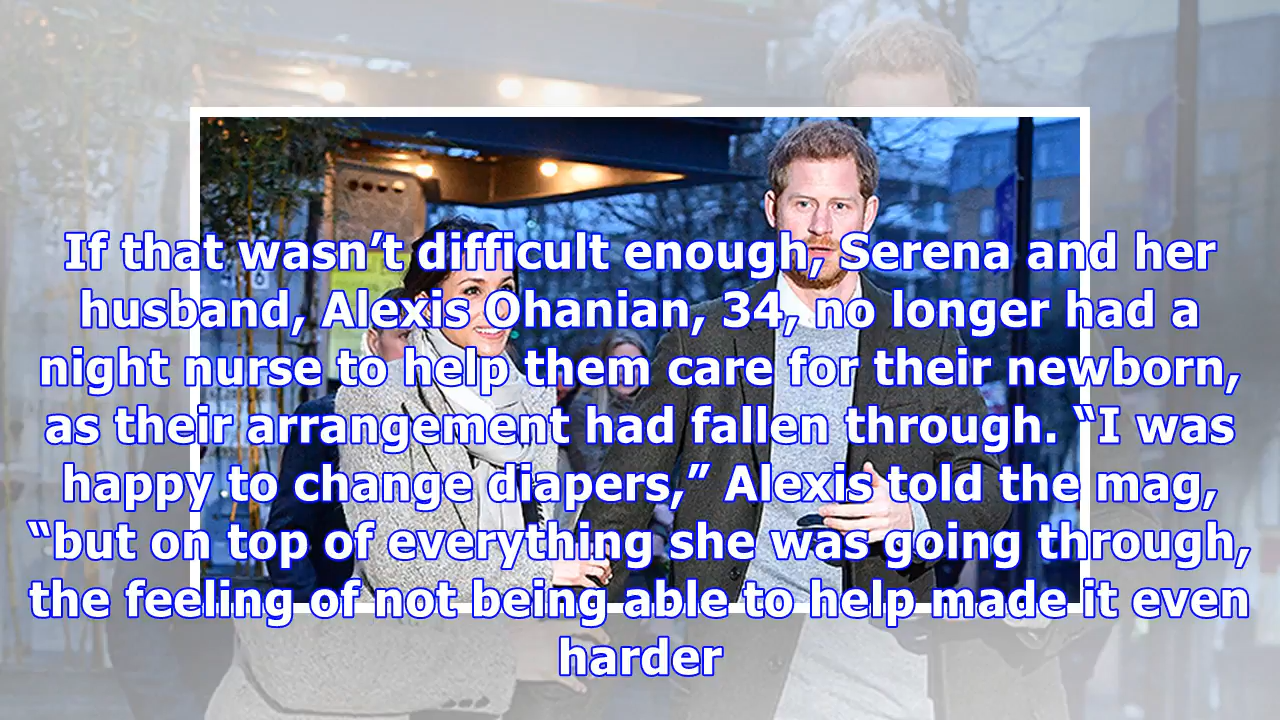 If that wasn’t difficult enough, Serena and her
husband, Alexis Ohanian, 34, no longer had a
night nurse to help them care for their newborn,
as their arrangement had fallen through. “I was
happy to change diapers,” Alexis told the mag,
“but on top of everything she was going through,
the feeling of not being able to help made it even
harder